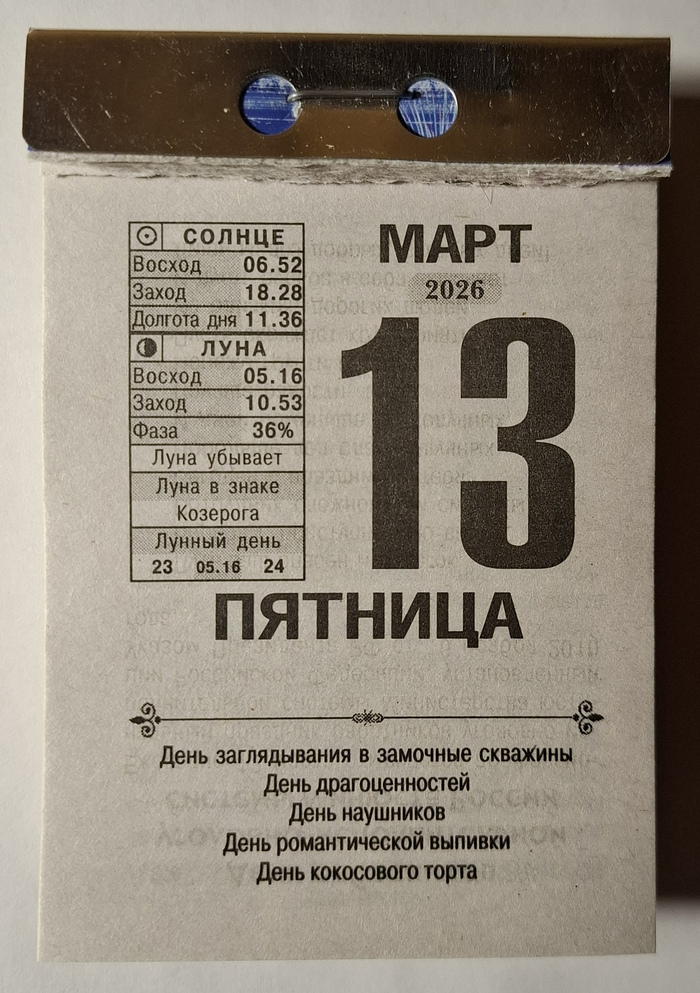 СОЛНЦЕ
Восход 06.52
Заход 18.28
Долгота дня 11.36
ЛУНА
Восход 05.16
Заход 10.53
Фаза 36%
Луна убывает
Луна в знаке
Козерога
Лунный день
23 05.16 24
МАРТ
2026
13
ПЯТНИЦА
День заглядывания в замочные скважины
День драгоценностей
День наушников
День романтической выпивки
День кокосового торта